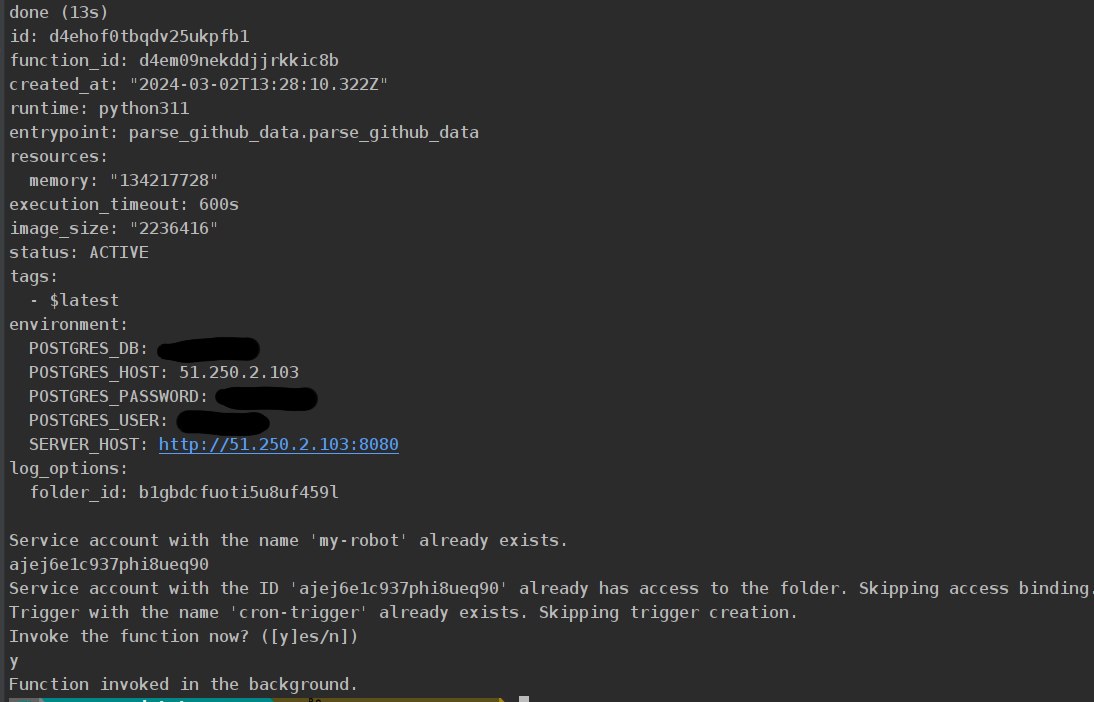 done (13s)
id: d4ehof0tbqdv25ukpfb1
function_id: d4em09nekddjjrkkic8b
created_at: "2024-03-02T13:28:10.322Z"
runtime: python311
entrypoint: parse_github_data.parse_github_data
resources:
  memory: "134217728"
execution_timeout: 600s
image_size: "2236416"
status: ACTIVE
tags:
  - $latest
environment:
  POSTGRES_DB:
  POSTGRES_HOST: 51.250.2.103
  POSTGRES_PASSWORD:
  POSTGRES_USER:
  SERVER_HOST: http://51.250.2.103:8080
log_options:
  folder_id: b1gbdcfuoti5u8uf459l

Service account with the name 'my-robot' already exists.
ajej6e1c937phi8ueq90
Service account with the ID 'ajej6e1c937phi8ueq90' already has access to the folder. Skipping access binding.
Trigger with the name 'cron-trigger' already exists. Skipping trigger creation.
Invoke the function now? ([y]es/n])
y
Function invoked in the background.